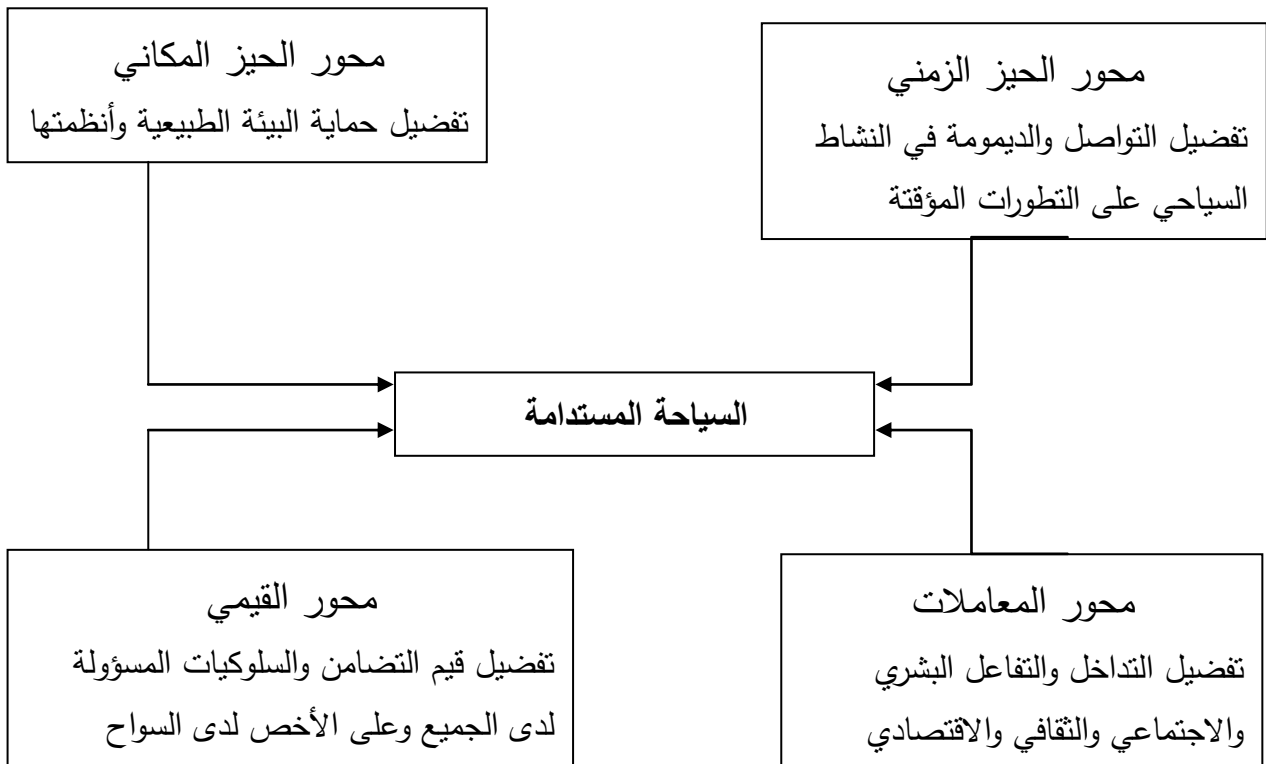 محور الحيز الزمني
تفضيل التواصل والديمومة في النشاط
السياحي على التطورات المؤقتة
محور الحيز المكاني
تفضيل حماية البيئة الطبيعية وأنظمتها
السياحة المستدامة
محور المعاملات
تفضيل التداخل والتفاعل البشري
والاجتماعي والثقافي والاقتصادي
محور القيمي
تفضيل قيم التضامن والسلوكيات المسؤولة
لدى الجميع وعلى الأخص لدى السواح